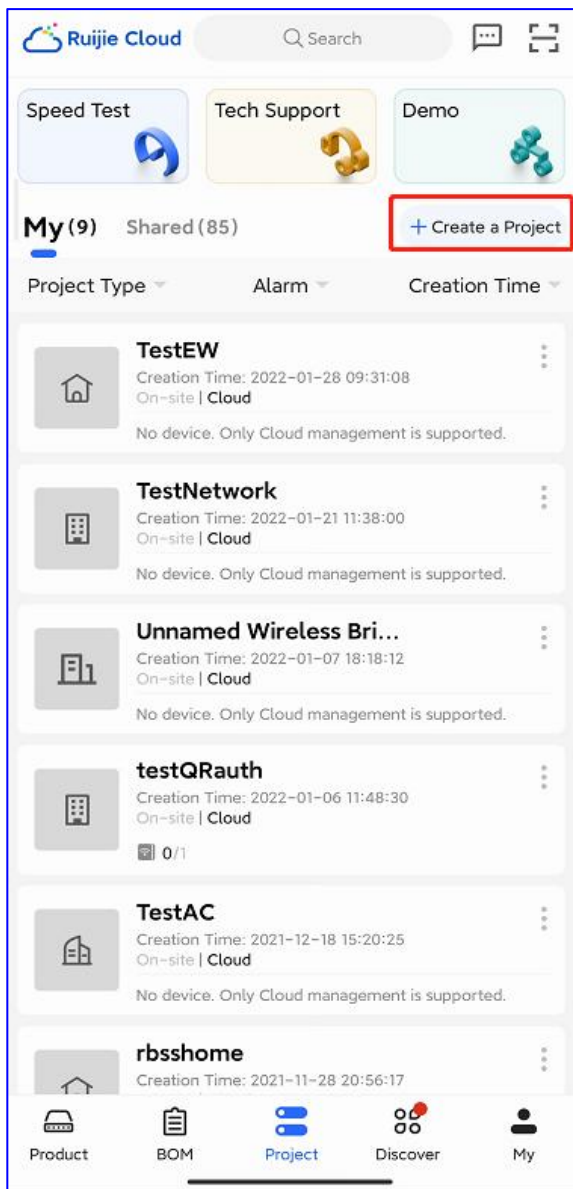 Ruijie Cloud
Search
Speed Test
Tech Support
Demo
My (9)
Shared (85)
+ Create a Project
Project Type
Alarm
Creation Time
TestEW
Creation Time: 2022-01-28 09:31:08
On-site | Cloud
No device. Only Cloud management is supported.
TestNetwork
Creation Time: 2022-01-21 11:38:00
On-site | Cloud
No device. Only Cloud management is supported.
Unnamed Wireless Bri...
Creation Time: 2022-01-07 18:18:12
On-site | Cloud
No device. Only Cloud management is supported.
testQRauth
Creation Time: 2022-01-06 11:48:30
On-site | Cloud
0/1
TestAC
Creation Time: 2021-12-18 15:20:25
On-site | Cloud
No device. Only Cloud management is supported.
rbsshome
Creation Time: 2021-11-28 20:56:17
Product
BOM
Project
Discover
My